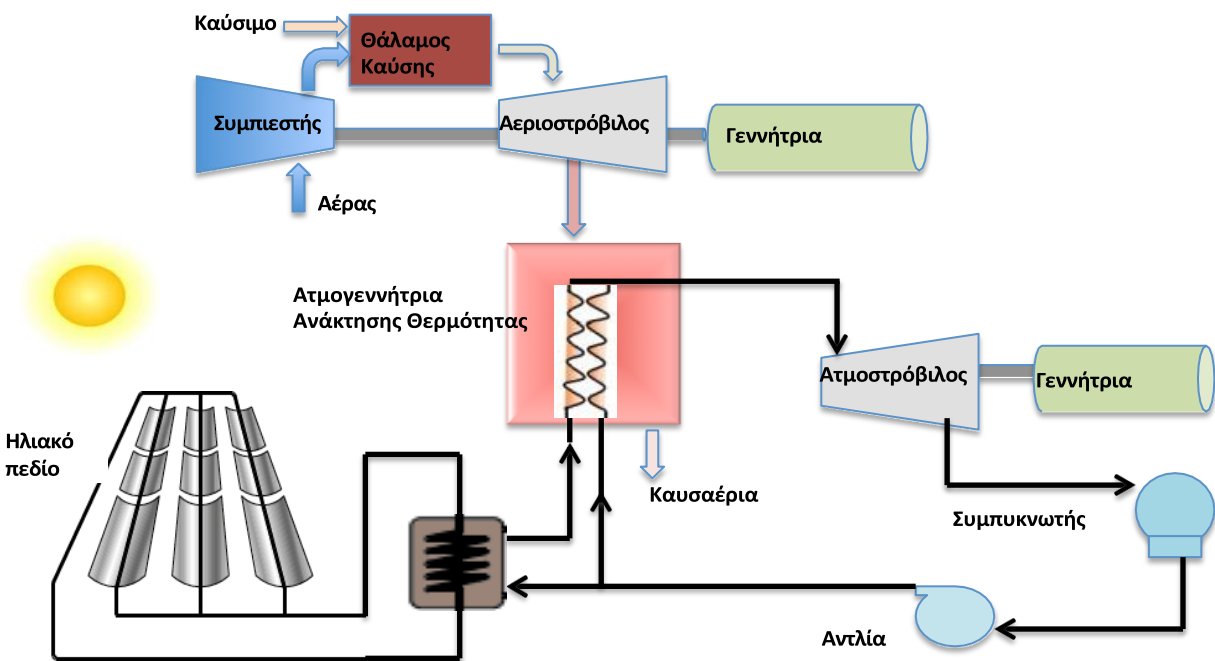 Καύσιμο
Θάλαμος
Καύσης
Συμπιεστής
Αεριοστρόβιλος
Γεννήτρια
Αέρας
Ατμογεννήτρια
Ανάκτησης Θερμότητας
Ατμοστρόβιλος
Γεννήτρια
Ηλιακό
πεδίο
Καυσαέρια
Συμπυκνωτής
Αντλία